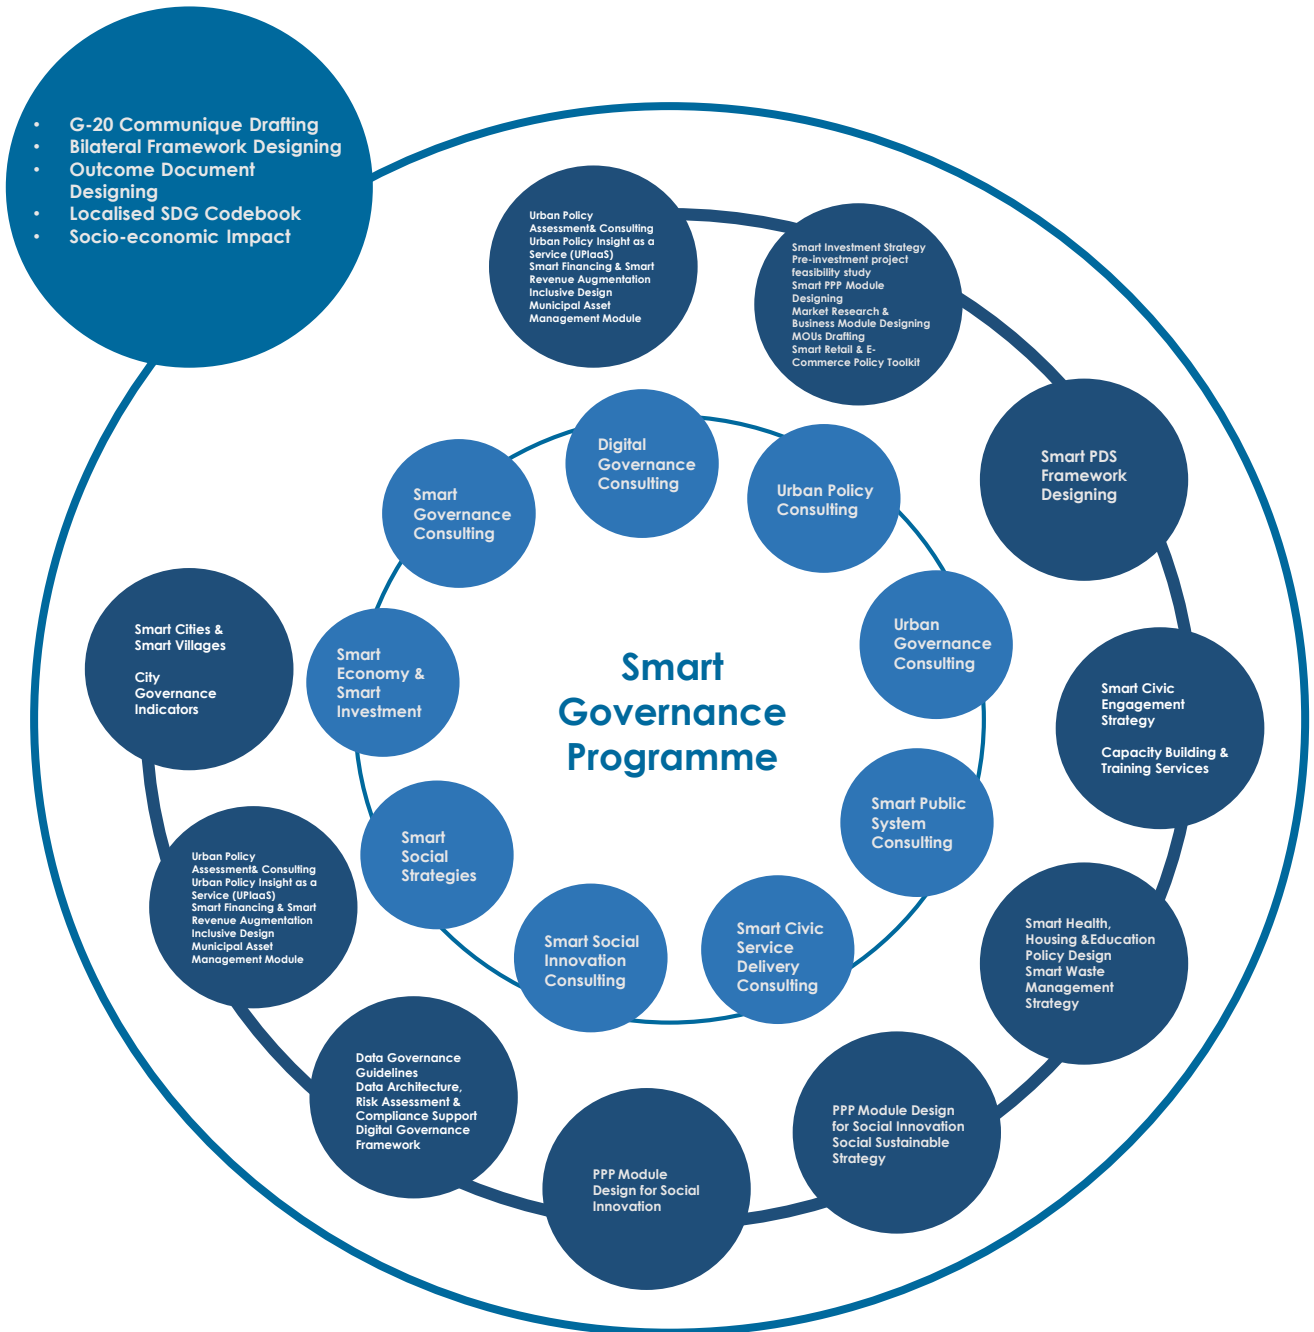 • G-20 Communique Drafting
• Bilateral Framework Designing
• Outcome Document
Designing
• Localised SDG Codebook
• Socio-economic Impact
Urban Policy
Assessment& Consulting
Urban Policy Insight as a
Service (UPIaaS)
Smart Financing & Smart
Revenue Augmentation
Inclusive Design
Municipal Asset
Management Module
Smart Investment Strategy
Pre-investment project
feasibility study
Smart PPP Module
Designing
Market Research &
Business Module Designing
MOUs Drafting
Smart Retail & E-
Commerce Policy Toolkit
Smart PDS
Framework
Designing
Smart Civic
Engagement
Strategy
Capacity Building &
Training Services
Smart Health,
Housing &Education
Policy Design
Smart Waste
Management
Strategy
PPP Module Design
for Social Innovation
Social Sustainable
Strategy
PPP Module
Design for Social
Innovation
Data Governance
Guidelines
Data Architecture,
Risk Assessment &
Compliance Support
Digital Governance
Framework
Urban Policy
Assessment& Consulting
Urban Policy Insight as a
Service (UPIaaS)
Smart Financing & Smart
Revenue Augmentation
Inclusive Design
Municipal Asset
Management Module
Smart Cities &
Smart Villages
City
Governance
Indicators
Digital
Governance
Consulting
Urban Policy
Consulting
Urban
Governance
Consulting
Smart Public
System
Consulting
Smart Civic
Service
Delivery
Consulting
Smart Social
Innovation
Consulting
Smart
Social
Strategies
Smart
Economy &
Smart
Investment
Smart
Governance
Consulting
Smart
Governance
Programme